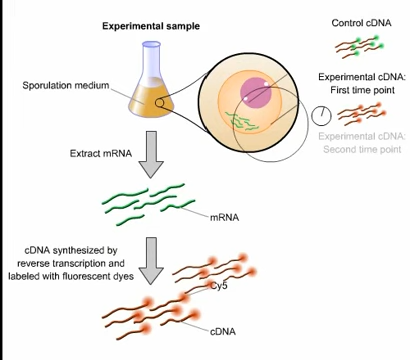 Experimental sample
Control cDNA
Sporulation medium
Experimental cDNA:
First time point
Experimental cDNA:
Second time point
Extract mRNA
mRNA
cDNA synthesized by
reverse transcription and
labeled with fluorescent dyes
Cy5
cDNA